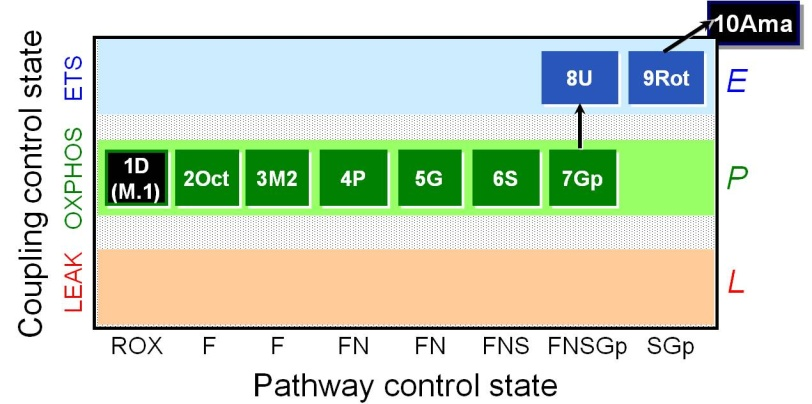 10Ama
Coupling control state
ETS
8U
9Rot
E
OXPHOS
1D
(M.1)
2Oct
3M2
4P
5G
6S
7Gp
P
LEAK
L
ROX
F
F
FN
FN
FNS
FNSGp
SGp
Pathway control state